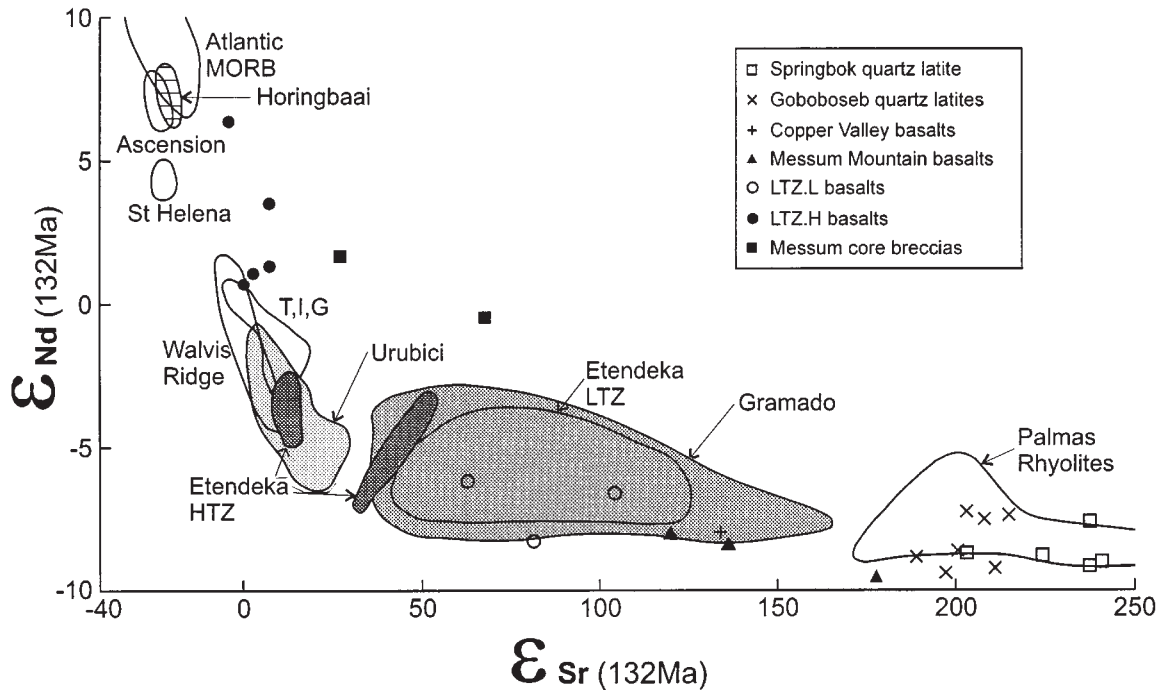 Atlantic
MORB
Horingbaai
Ascension
St Helena
T,I,G
Walvis
Ridge
Urubici
Etendeka
LTZ
Gramado
Palmas
Rhyolites
Etendeka
HTZ
Springbok quartz latite
Goboboseb quartz latites
Copper Valley basalts
Messum Mountain basalts
LTZ.L basalts
LTZ.H basalts
Messum core breccias
10
5
0
-5
-10
-40
0
50
100
150
200
250
ε Nd (132Ma)
ε Sr (132Ma)